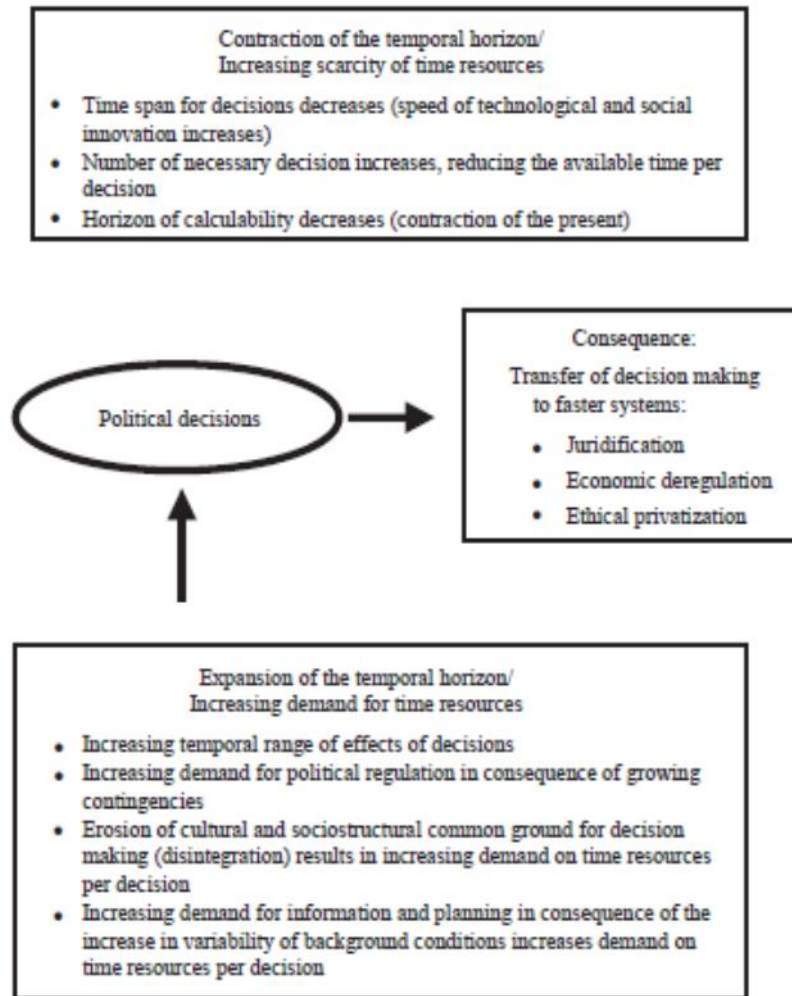 Contraction of the temporal horizon/
Increasing scarcity of time resources
• Time span for decisions decreases (speed of technological and social
innovation increases)
• Number of necessary decision increases, reducing the available time per
decision
• Horizon of calculability decreases (contraction of the present)
Political decisions
Consequence:
Transfer of decision making
to faster systems:
• Juridification
• Economic deregulation
• Ethical privatization
Expansion of the temporal horizon/
Increasing demand for time resources
• Increasing temporal range of effects of decisions
• Increasing demand for political regulation in consequence of growing
contingencies
• Erosion of cultural and sociostructural common ground for decision
making (disintegration) results in increasing demand on time resources
per decision
• Increasing demand for information and planning in consequence of the
increase in variability of background conditions increases demand on
time resources per decision